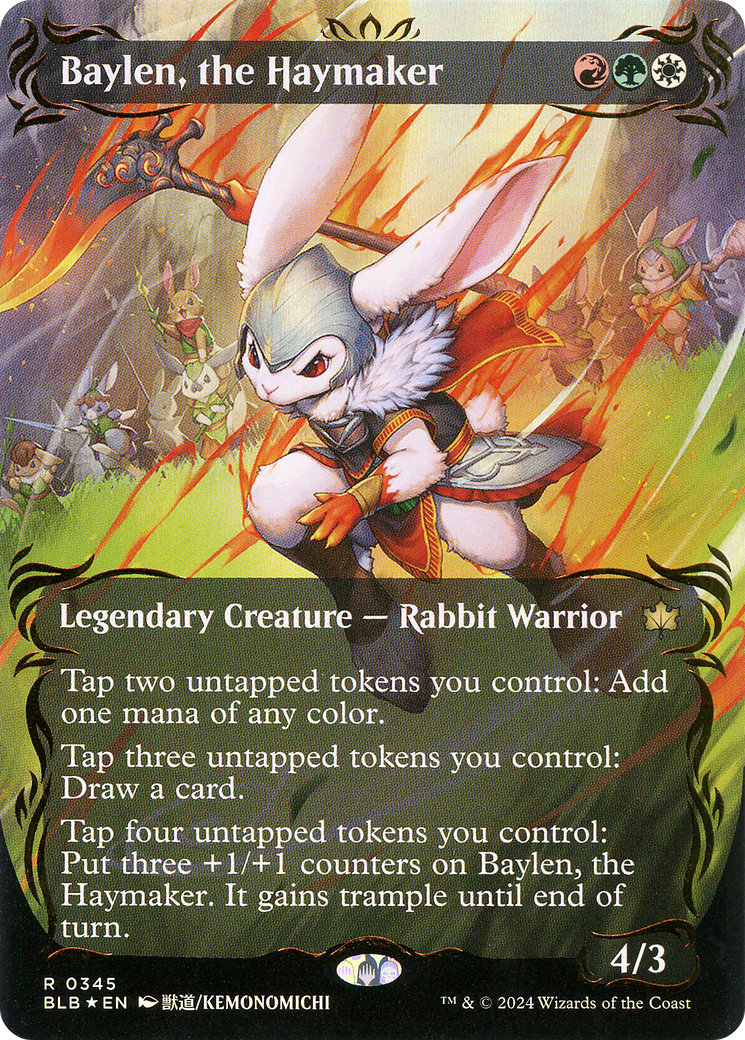 Baylen, the Haymaker
Legendary Creature — Rabbit Warrior
Tap two untapped tokens you control: Add
one mana of any color.
Tap three untapped tokens you control:
Draw a card.
Tap four untapped tokens you control:
Put three +1/+1 counters on Baylen, the
Haymaker. It gains trample until end of
turn.
4/3
R 0345
BLB ★ EN 獣道/KEMONOMICHI
™ & © 2024 Wizards of the Coast